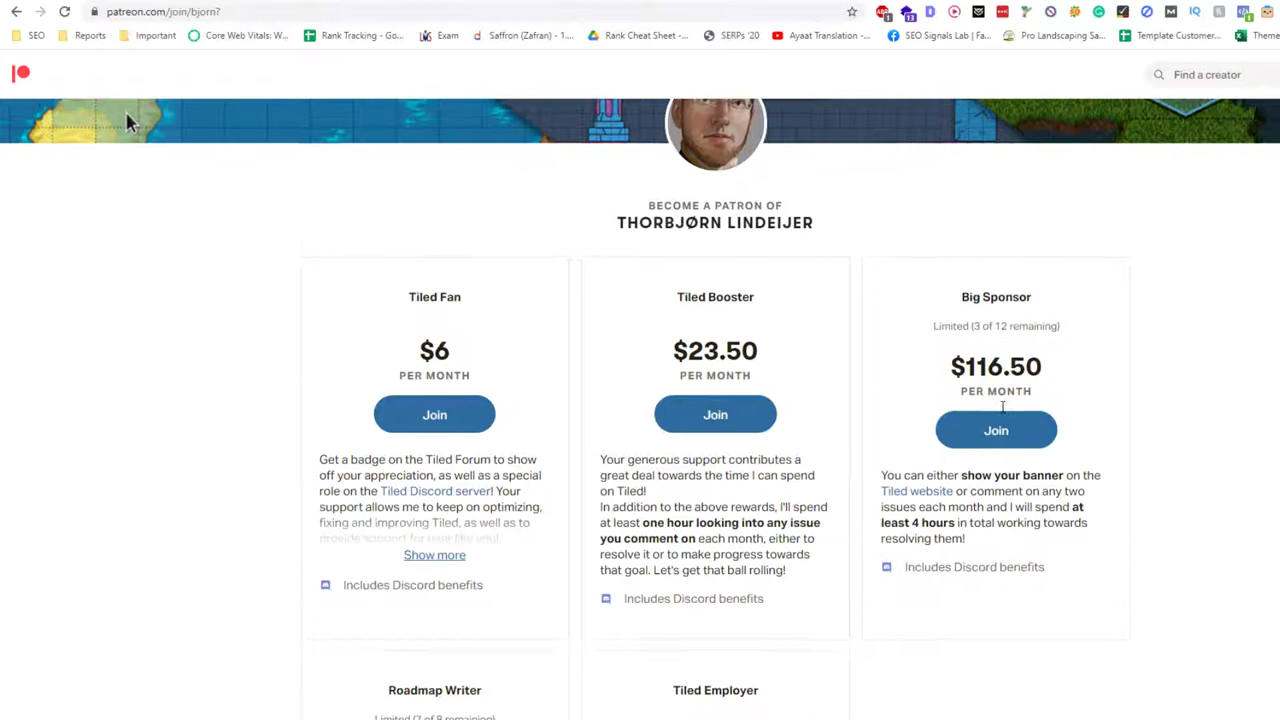 patreon.com/join/bjorn?
SEO Reports Important Core Web Vitals: W... Rank Tracking - Go... Exam Saffron (Zafran) - 1... Rank Cheat Sheet -... SERPs '20 Ayaat Translation -... SEO Signals Lab | Fa... Pro Landscaping Sa... Template Customer... Theme
Find a creator
BECOME A PATRON OF
THORBJØRN LINDEIJER
Tiled Fan
$6
PER MONTH
Join
Get a badge on the Tiled Forum to show
off your appreciation, as well as a special
role on the Tiled Discord server! Your
support allows me to keep on optimizing,
fixing and improving Tiled, as well as to
provide support for user like you!
Show more
Includes Discord benefits
Tiled Booster
$23.50
PER MONTH
Join
Your generous support contributes a
great deal towards the time I can spend
on Tiled!
In addition to the above rewards, I'll spend
at least one hour looking into any issue
you comment on each month, either to
resolve it or to make progress towards
that goal. Let's get that ball rolling!
Includes Discord benefits
Big Sponsor
Limited (3 of 12 remaining)
$116.50
PER MONTH
Join
You can either show your banner on the
Tiled website or comment on any two
issues each month and I will spend at
least 4 hours in total working towards
resolving them!
Includes Discord benefits
Roadmap Writer
Limited (7 of 8 remaining)
Tiled Employer